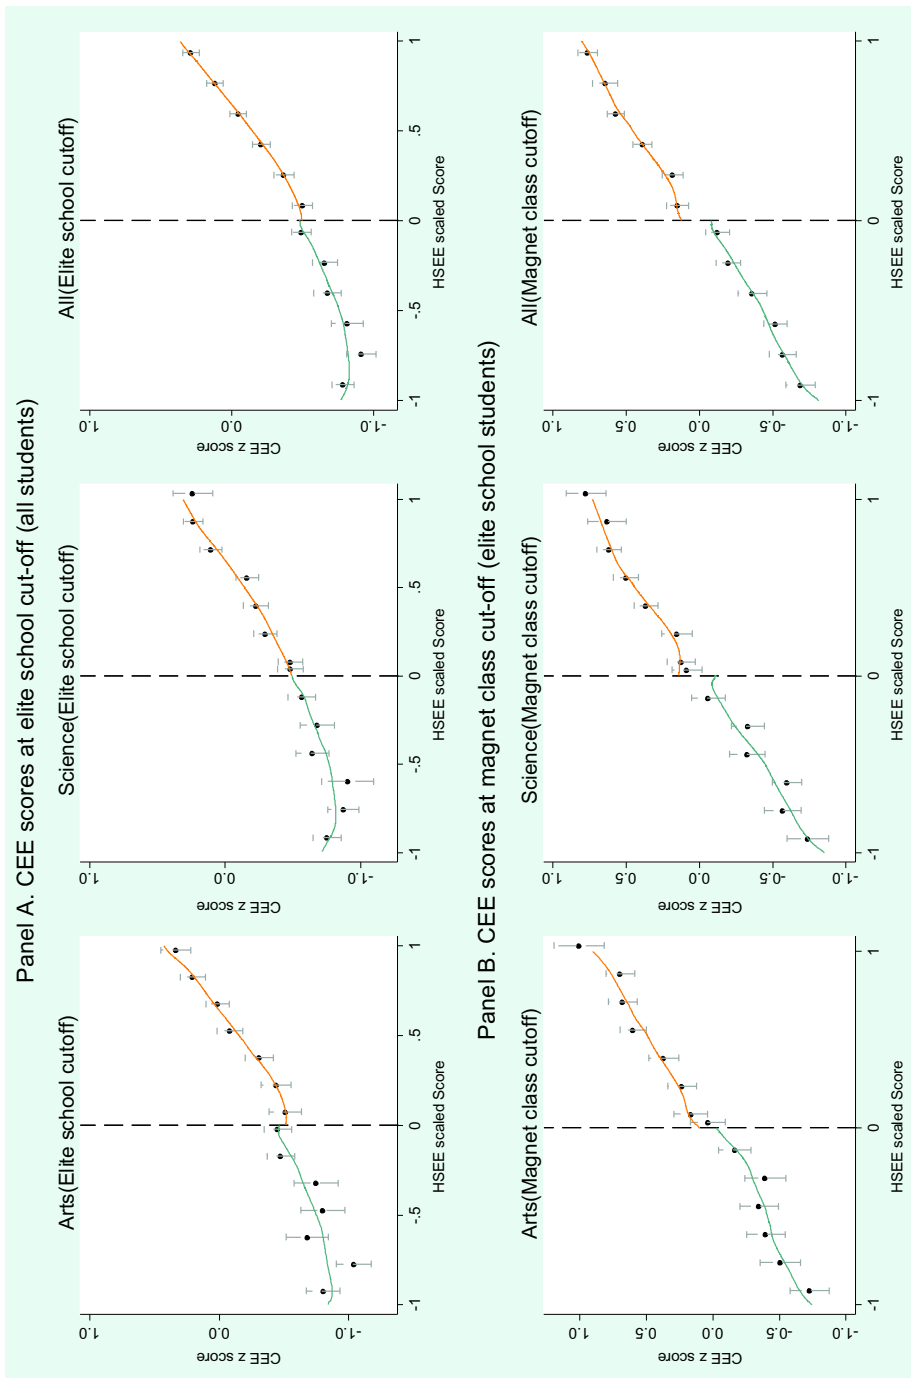 Panel A. CEE scores at elite school cut-off (all students)
Arts(Elite school cutoff)
CEE z score
1.0
0.0
-1.0
-1
-.5
0
.5
1
HSEE scaled Score
Science(Elite school cutoff)
CEE z score
1.0
0.0
-1.0
-1
-.5
0
.5
1
HSEE scaled Score
All(Elite school cutoff)
CEE z score
1.0
0.0
-1.0
-1
-.5
0
.5
1
HSEE scaled Score
Panel B. CEE scores at magnet class cut-off (elite school students)
Arts(Magnet class cutoff)
CEE z score
1.0
0.5
0.0
-0.5
-1.0
-1
0
1
HSEE scaled Score
Science(Magnet class cutoff)
CEE z score
1.0
0.5
0.0
-0.5
-1.0
-1
0
1
HSEE scaled Score
All(Magnet class cutoff)
CEE z score
1.0
0.5
0.0
-0.5
-1.0
-1
-.5
0
.5
1
HSEE scaled Score